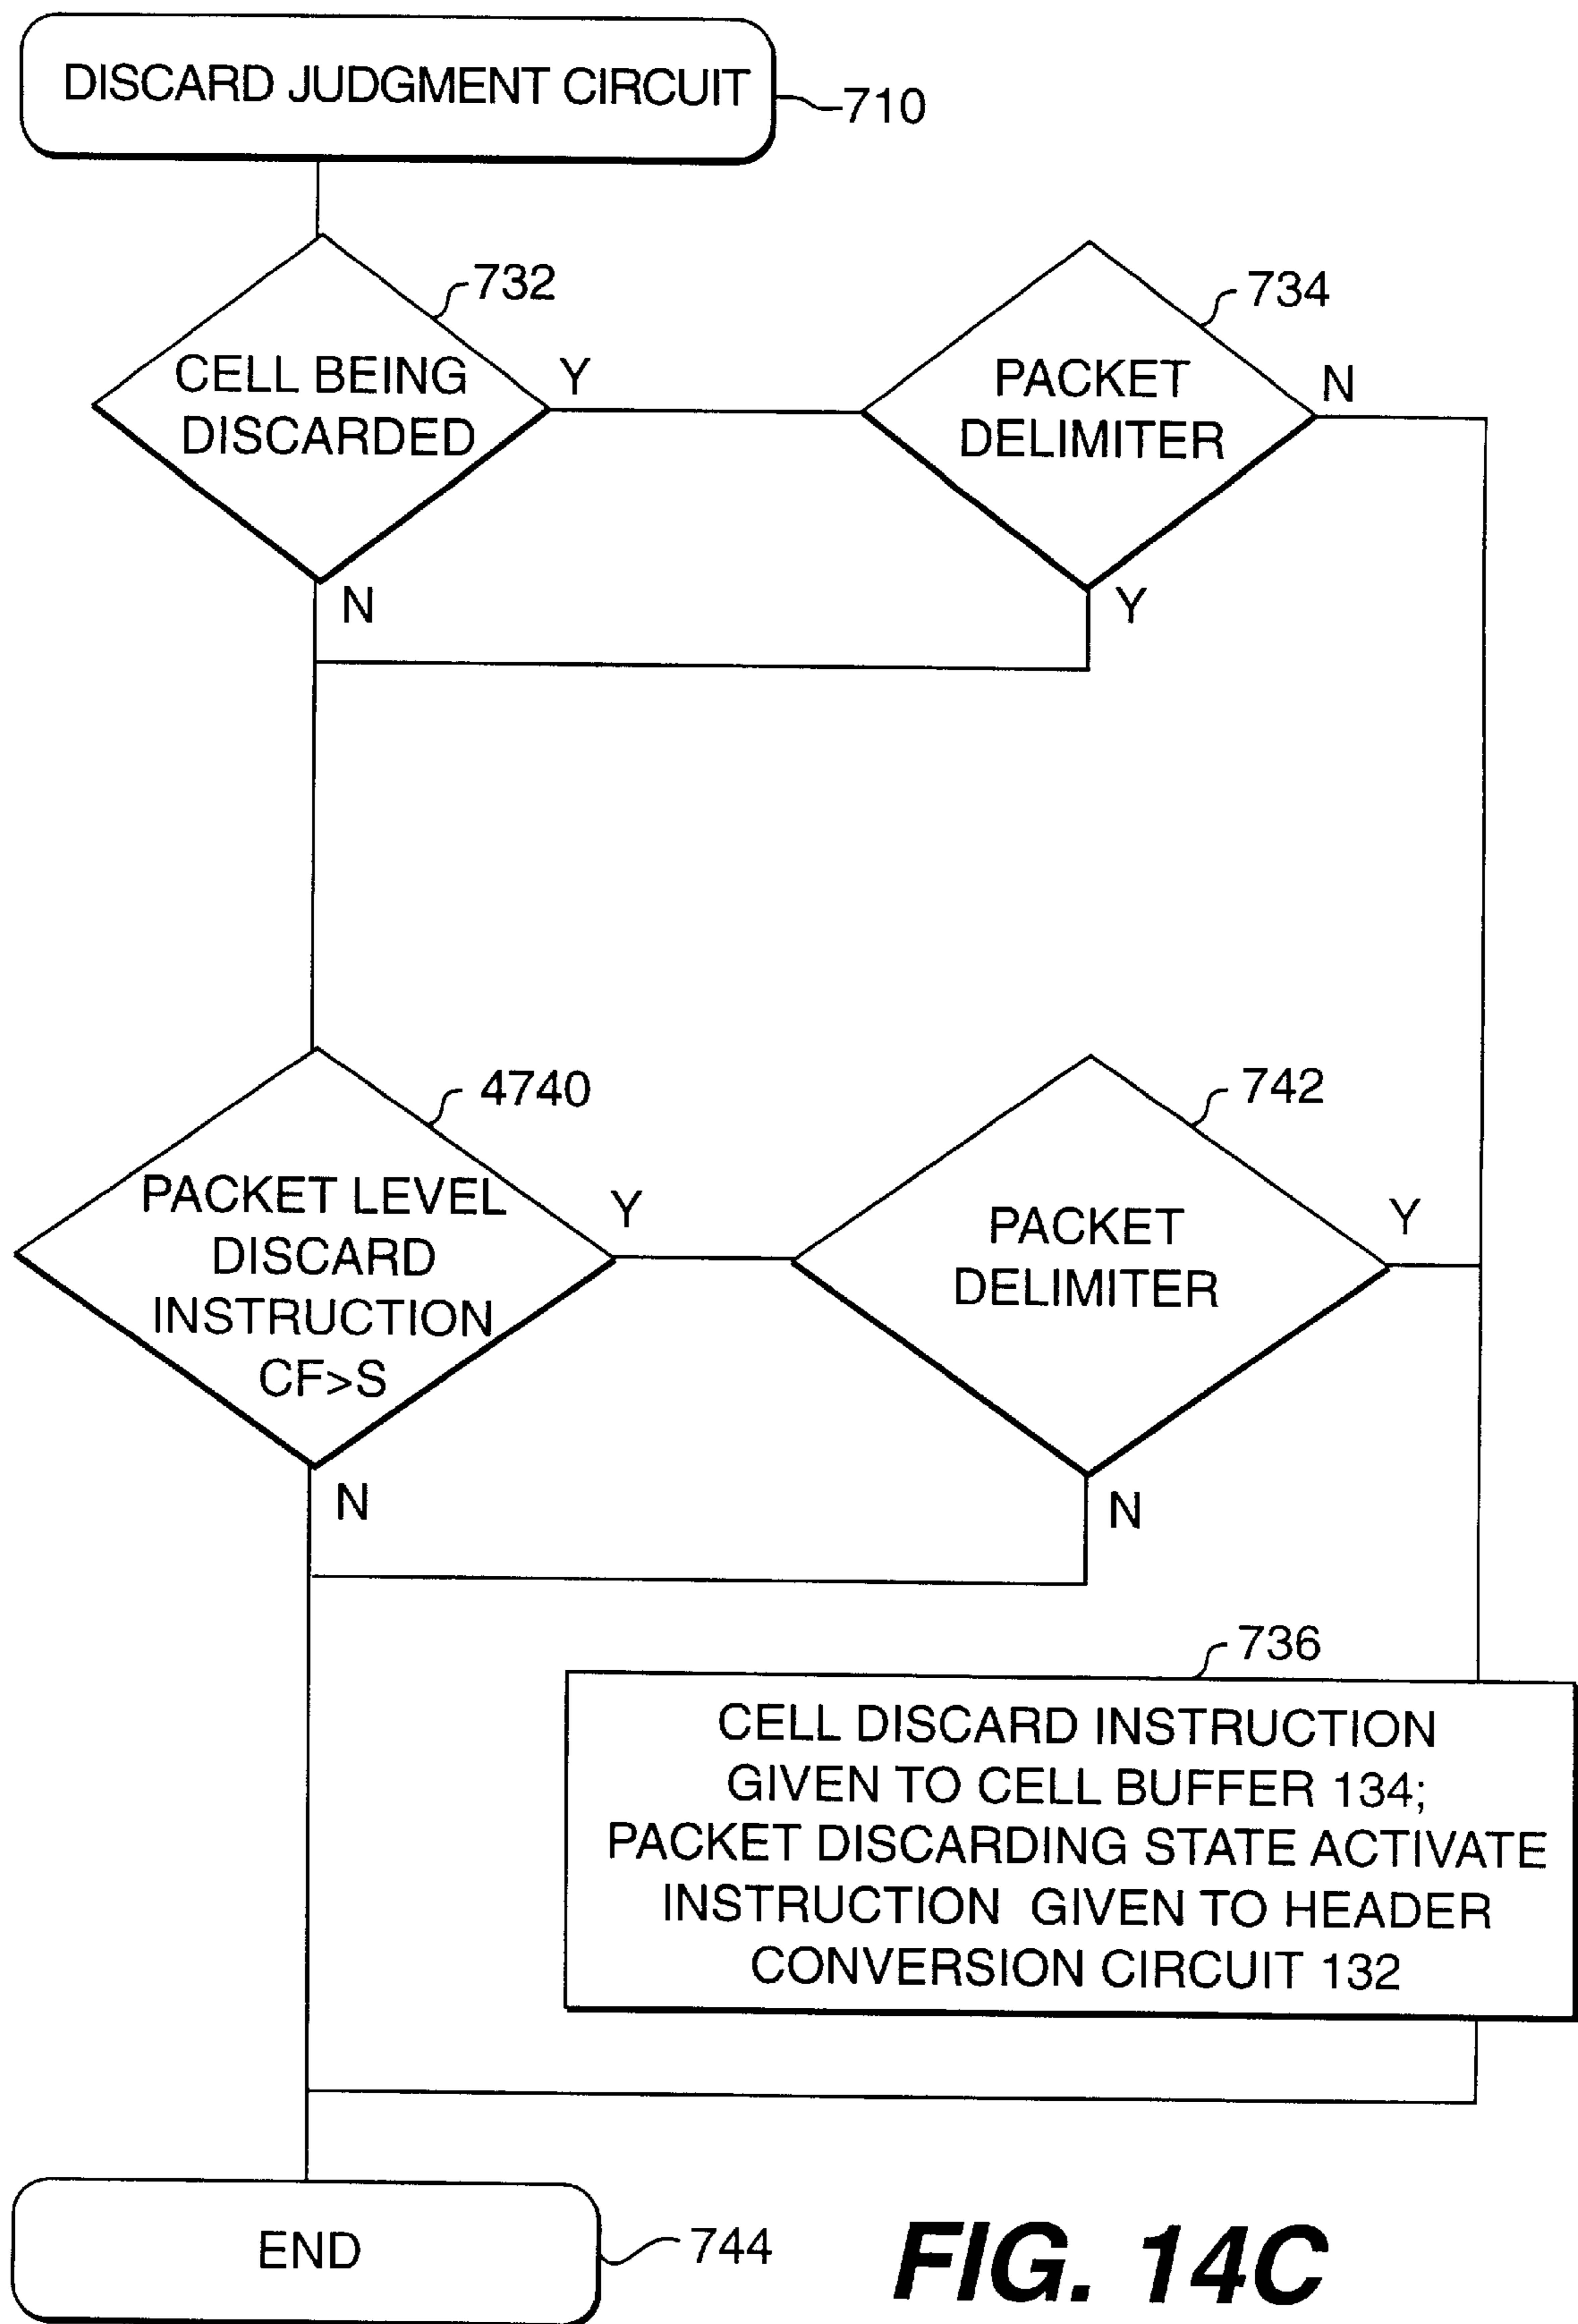 DISCARD JUDGMENT CIRCUIT
710
732
734
CELL BEING
DISCARDED
Y
PACKET
DELIMITER
N
N
Y
4740
742
PACKET LEVEL
DISCARD
INSTRUCTION
CF>S
Y
PACKET
DELIMITER
Y
N
N
736
CELL DISCARD INSTRUCTION
GIVEN TO CELL BUFFER 134;
PACKET DISCARDING STATE ACTIVATE
INSTRUCTION GIVEN TO HEADER
CONVERSION CIRCUIT 132
END
744
FIG. 14C